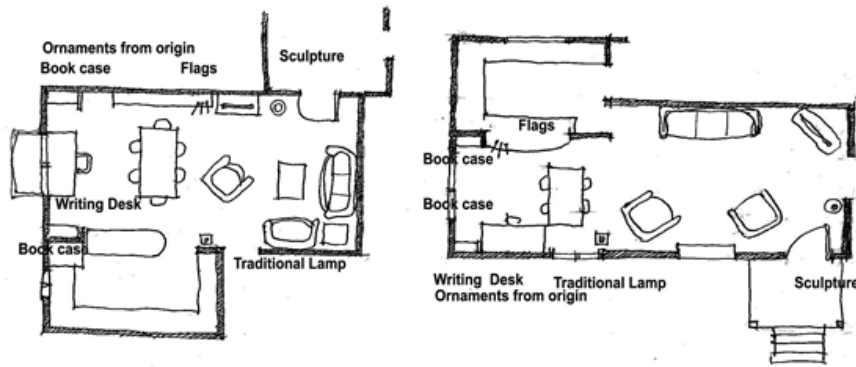 Ornaments from origin
Book case Flags Sculpture
Writing Desk
Book case
Traditional Lamp
Flags
Book case
Book case
Writing Desk Traditional Lamp Sculpture
Ornaments from origin